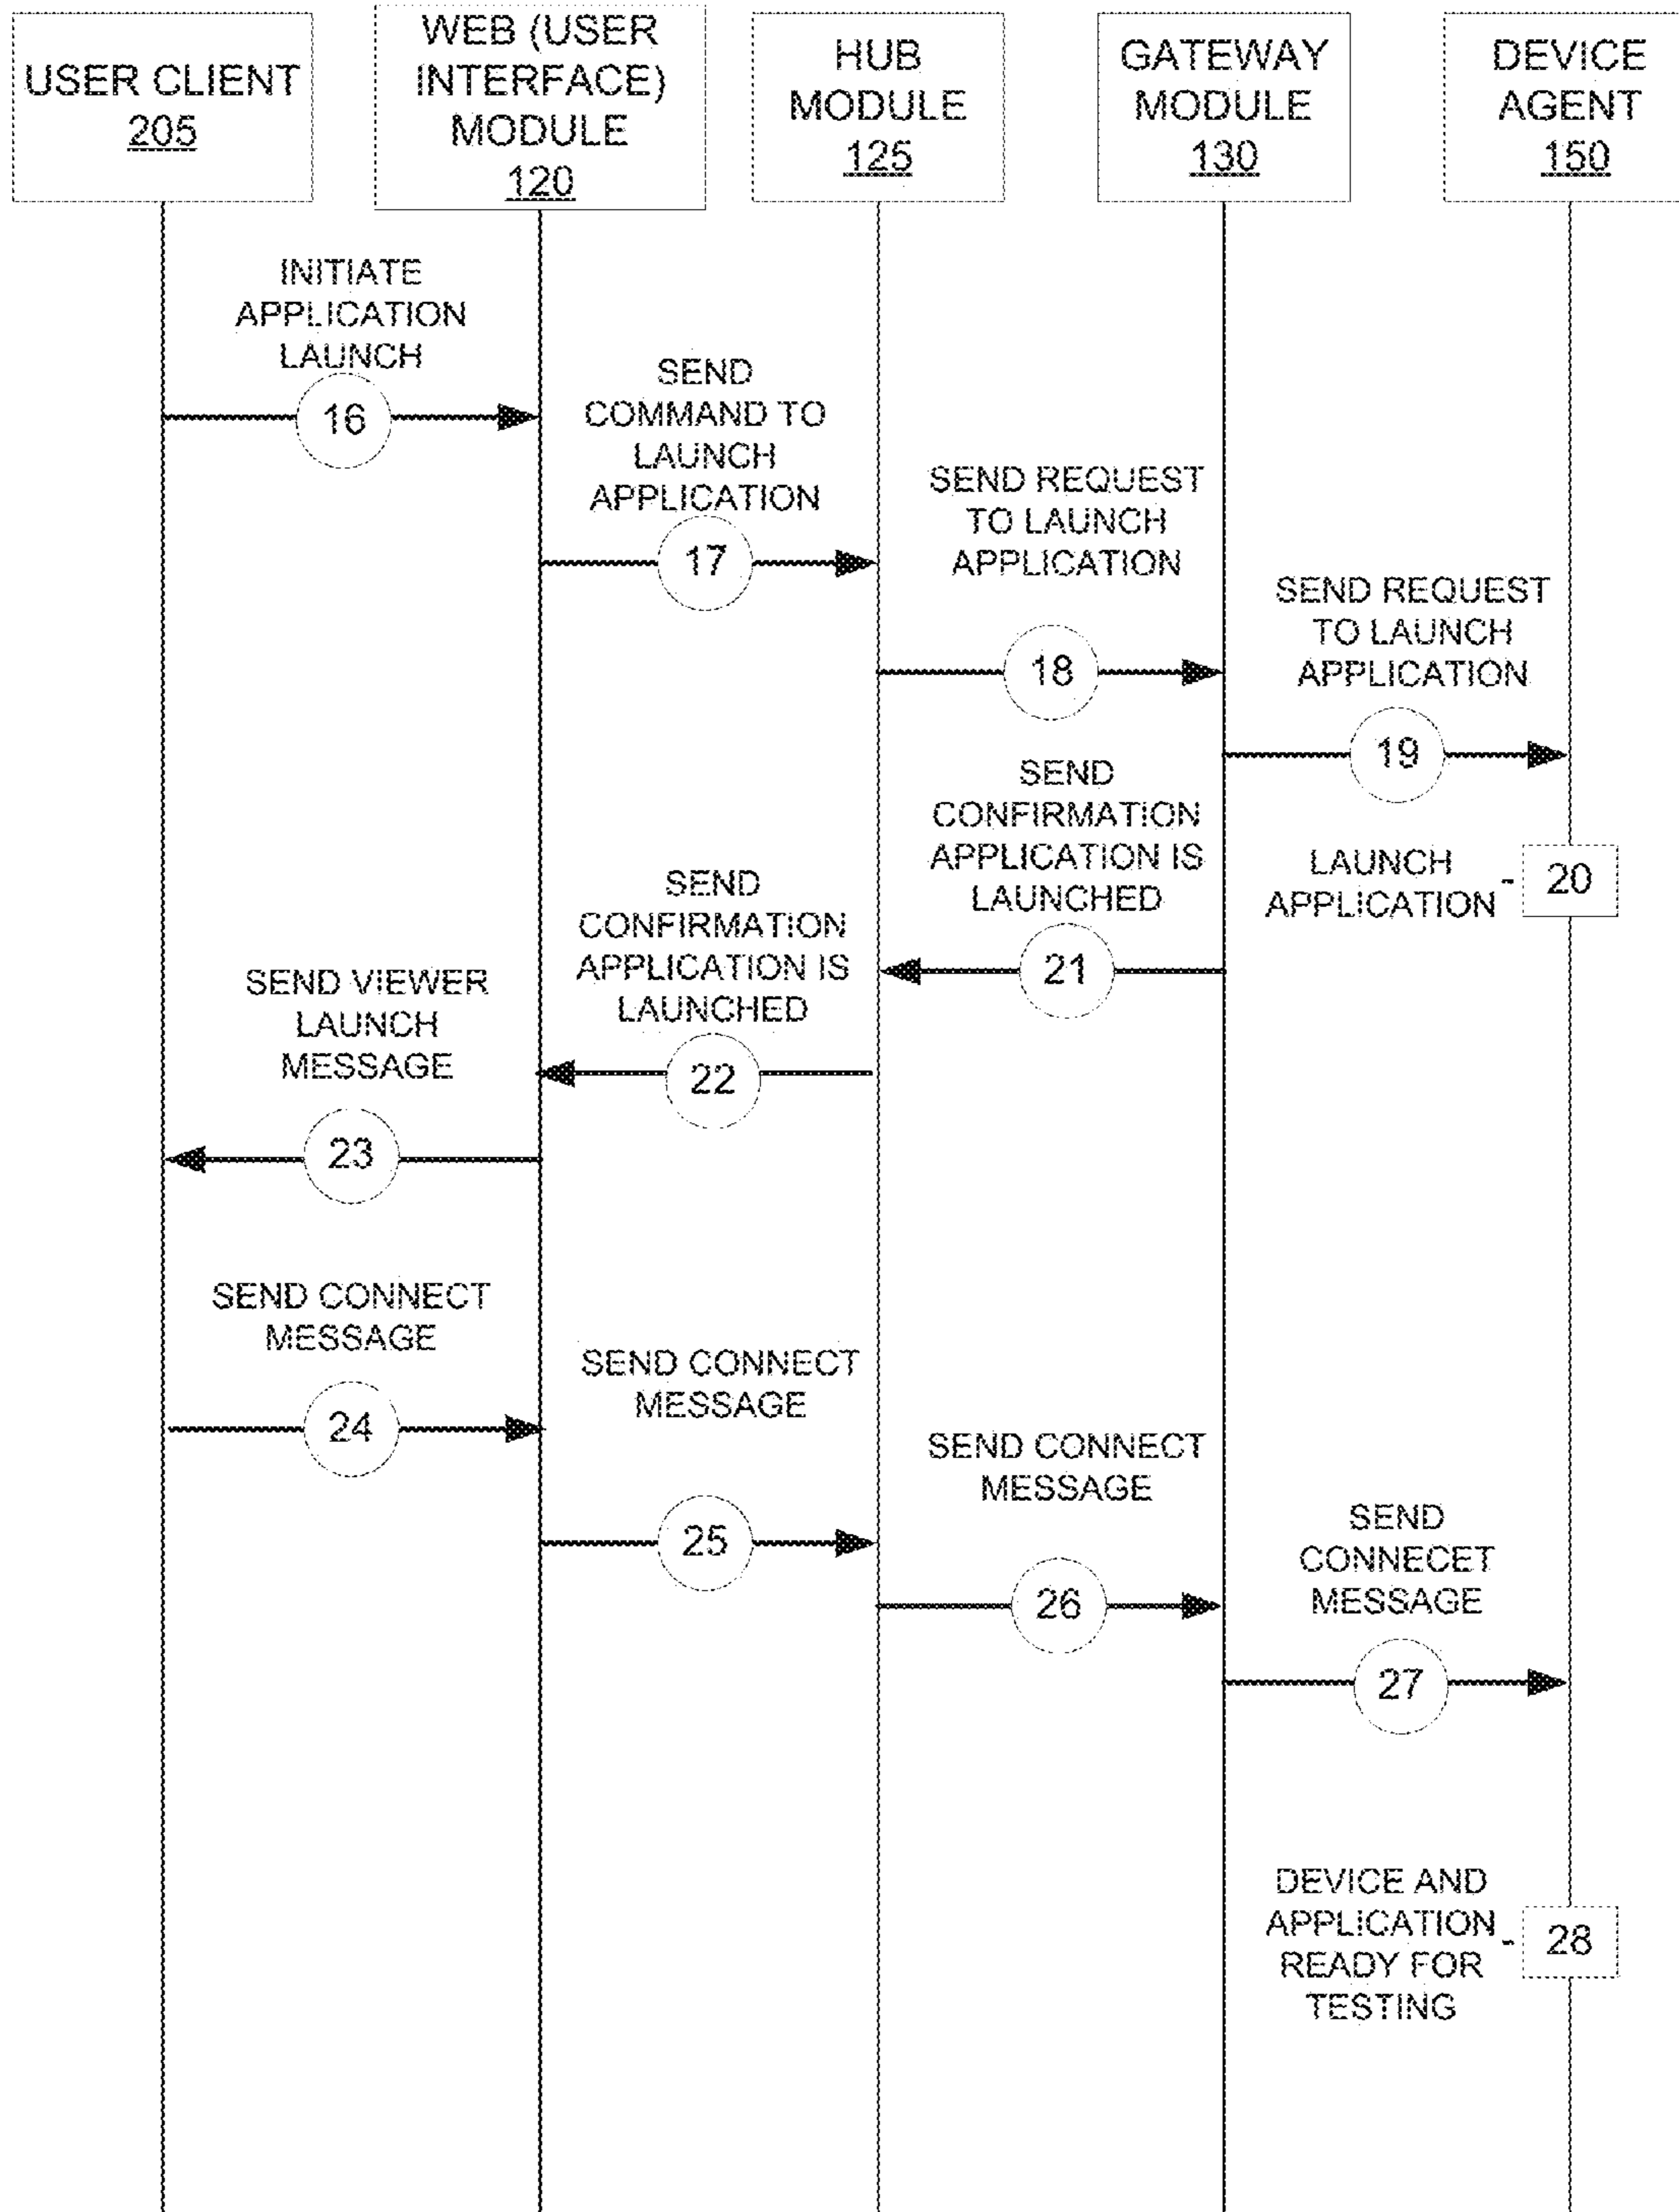 USER CLIENT
205
WEB (USER
INTERFACE)
MODULE
120
HUB
MODULE
125
GATEWAY
MODULE
130
DEVICE
AGENT
150
INITIATE
APPLICATION
LAUNCH
16
SEND
COMMAND TO
LAUNCH
APPLICATION
17
SEND REQUEST
TO LAUNCH
APPLICATION
18
SEND REQUEST
TO LAUNCH
APPLICATION
19
LAUNCH
APPLICATION -
20
SEND
CONFIRMATION
APPLICATION IS
LAUNCHED
21
SEND
CONFIRMATION
APPLICATION IS
LAUNCHED
22
SEND VIEWER
LAUNCH
MESSAGE
23
SEND CONNECT
MESSAGE
24
SEND CONNECT
MESSAGE
25
SEND CONNECT
MESSAGE
26
SEND
CONNECET
MESSAGE
27
DEVICE AND
APPLICATION -
READY FOR
TESTING
28